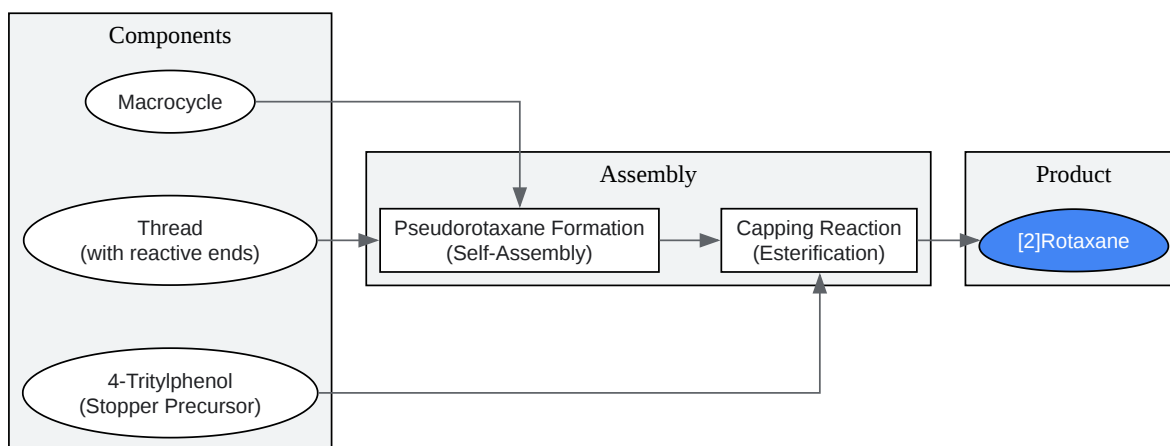 Components
Macrocycle
Thread
(with reactive ends)
4-Tritylphenol
(Stopper Precursor)
Assembly
Pseudorotaxane Formation
(Self-Assembly)
Capping Reaction
(Esterification)
Product
[2]Rotaxane